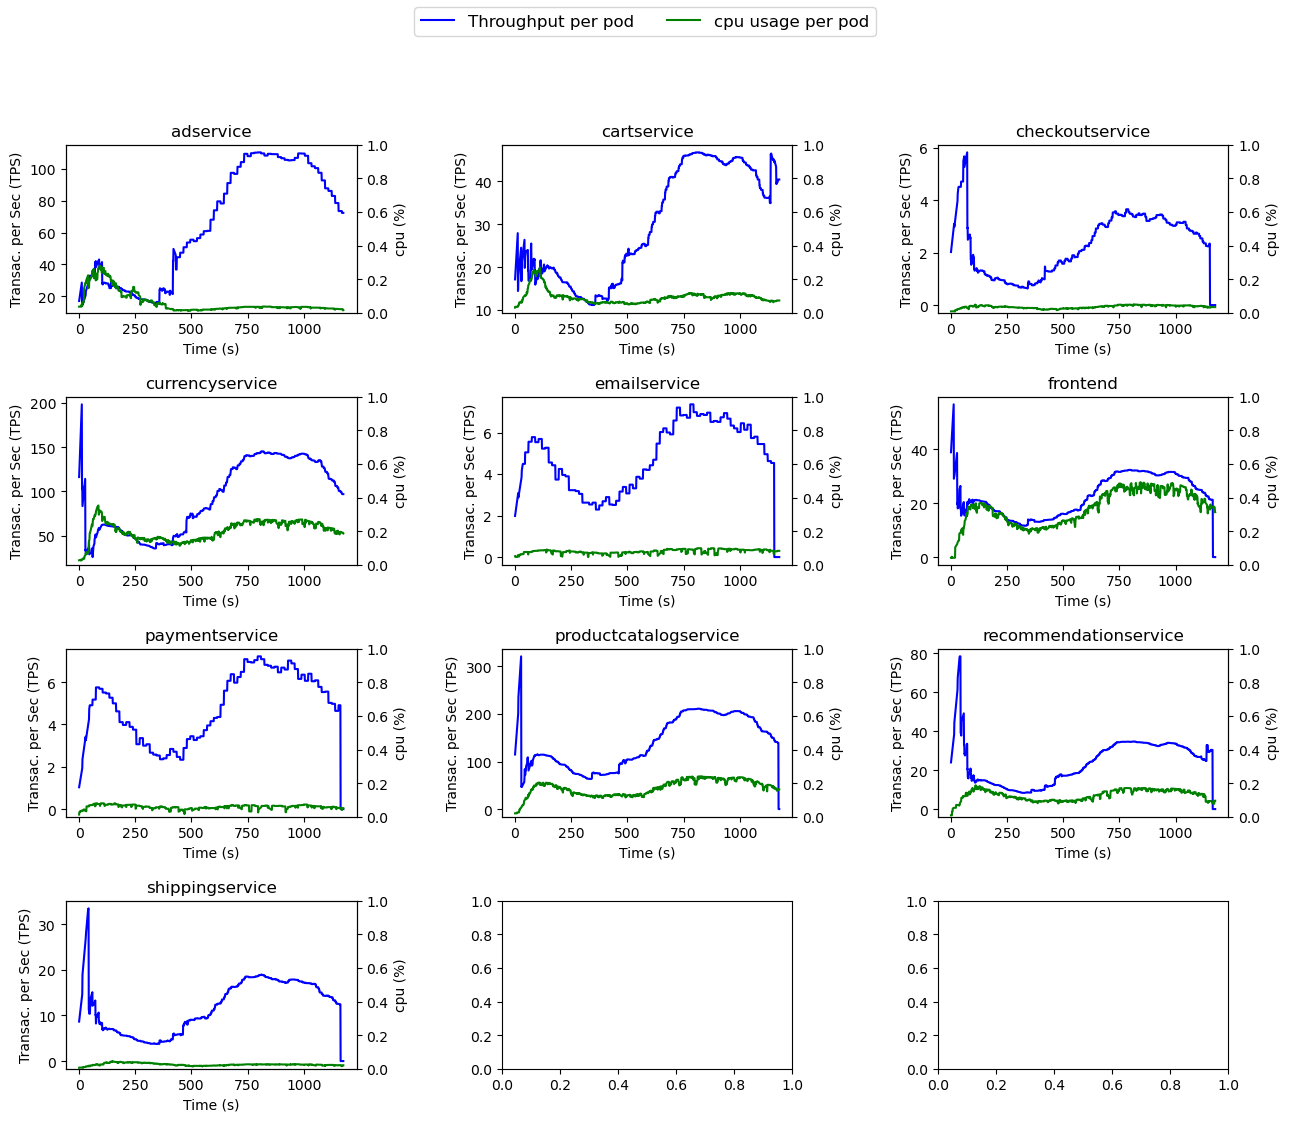 Throughput per pod cpu usage per pod
adservice cartservice checkoutservice
Transac. per Sec (TPS)
20 40 60 80 100
0.0 0.2 0.4 0.6 0.8 1.0
cpu (%)
0 250 500 750 1000
Time (s)
Transac. per Sec (TPS)
10 20 30 40
0.0 0.2 0.4 0.6 0.8 1.0
cpu (%)
0 250 500 750 1000
Time (s)
Transac. per Sec (TPS)
0 2 4 6
0.0 0.2 0.4 0.6 0.8 1.0
cpu (%)
0 250 500 750 1000
Time (s)
currencyservice emailservice frontend
Transac. per Sec (TPS)
50 100 150 200
0.0 0.2 0.4 0.6 0.8 1.0
cpu (%)
0 250 500 750 1000
Time (s)
Transac. per Sec (TPS)
0 2 4 6
0.0 0.2 0.4 0.6 0.8 1.0
cpu (%)
0 250 500 750 1000
Time (s)
Transac. per Sec (TPS)
0 20 40
0.0 0.2 0.4 0.6 0.8 1.0
cpu (%)
0 250 500 750 1000
Time (s)
paymentservice productcatalogservice recommendationservice
Transac. per Sec (TPS)
0 2 4 6
0.0 0.2 0.4 0.6 0.8 1.0
cpu (%)
0 250 500 750 1000
Time (s)
Transac. per Sec (TPS)
0 100 200 300
0.0 0.2 0.4 0.6 0.8 1.0
cpu (%)
0 250 500 750 1000
Time (s)
Transac. per Sec (TPS)
0 20 40 60 80
0.0 0.2 0.4 0.6 0.8 1.0
cpu (%)
0 250 500 750 1000
Time (s)
shippingservice
Transac. per Sec (TPS)
0 10 20 30
0.0 0.2 0.4 0.6 0.8 1.0
cpu (%)
0 250 500 750 1000
Time (s)
0.0 0.2 0.4 0.6 0.8 1.0
0.0 0.2 0.4 0.6 0.8 1.0
0.0 0.2 0.4 0.6 0.8 1.0
0.0 0.2 0.4 0.6 0.8 1.0